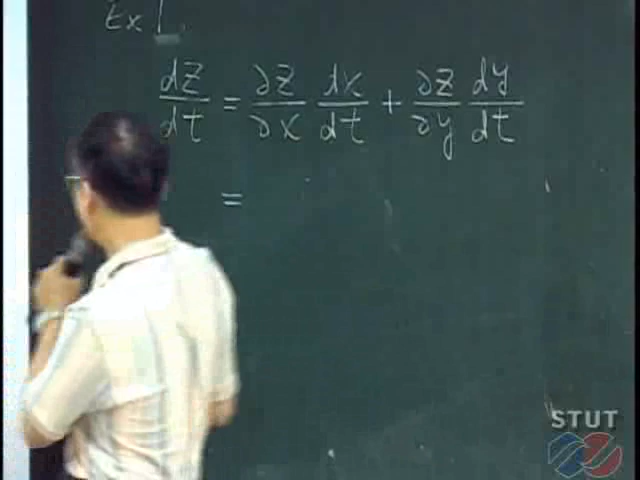 Ex 1.
dz/dt = ∂z/∂x dx/dt + ∂z/∂y dy/dt
=
STUT